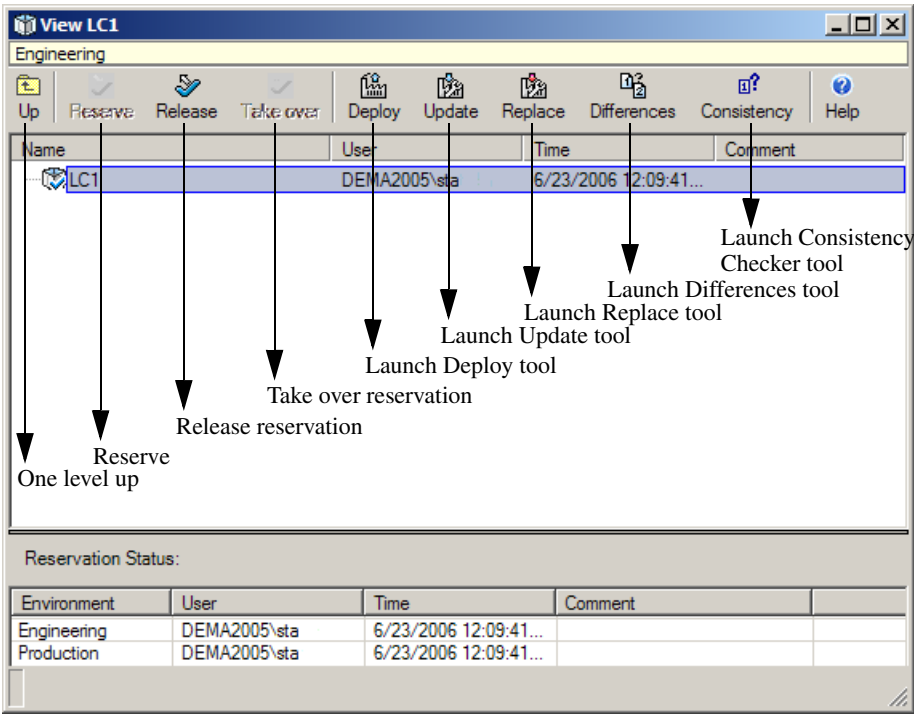 View LC1
Engineering
Up Reserve Release Take over Deploy Update Replace Differences Consistency Help
Name User Time Comment
LC1 DEMA2005\sta 6/23/2006 12:09:41...
Launch Consistency
Checker tool
Launch Differences tool
Launch Replace tool
Launch Update tool
Launch Deploy tool
Take over reservation
Release reservation
Reserve
One level up
Reservation Status:
Environment User Time Comment
Engineering DEMA2005\sta 6/23/2006 12:09:41...
Production DEMA2005\sta 6/23/2006 12:09:41...